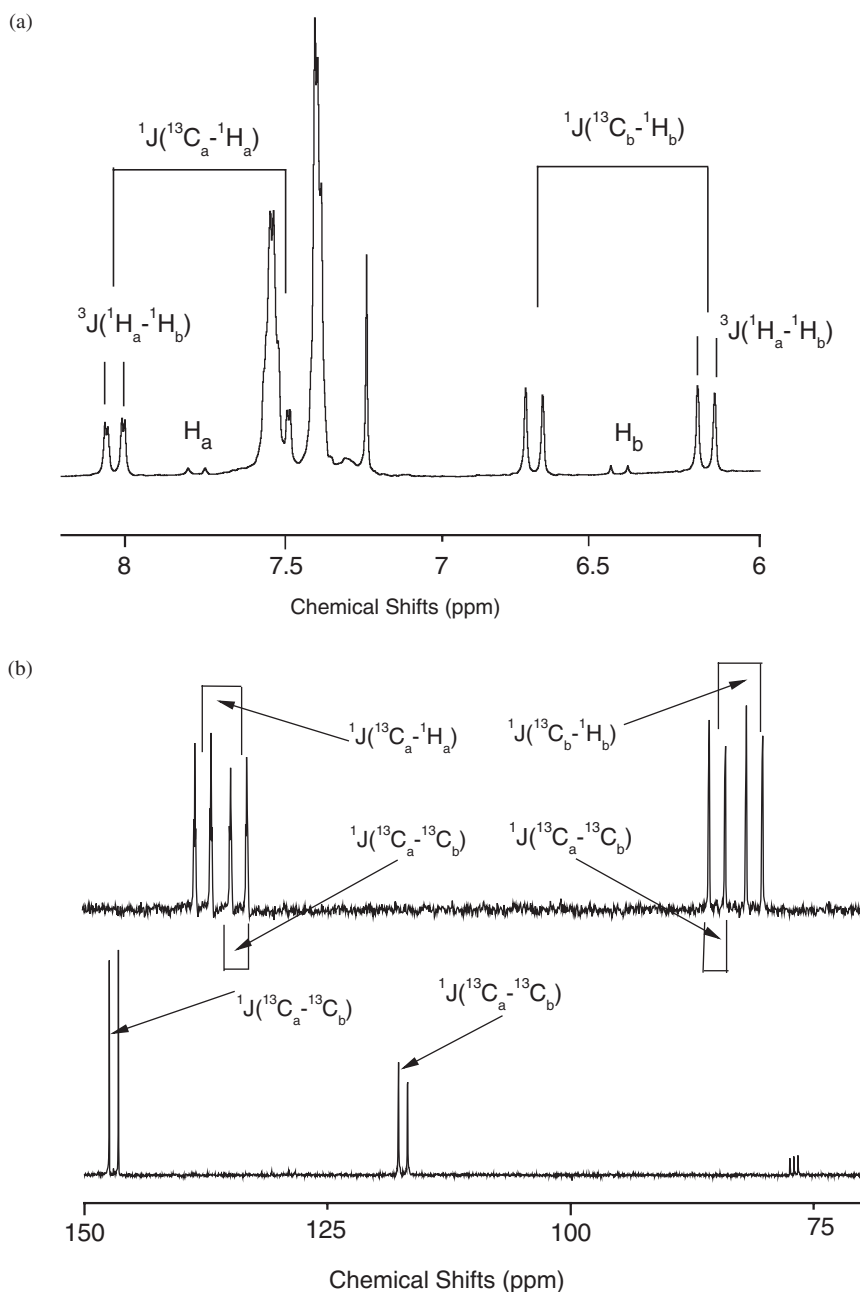 (a)
¹J(¹³Cₐ-¹Hₐ)
¹J(¹³C_b-¹H_b)
³J(¹Hₐ-¹H_b)
³J(¹Hₐ-¹H_b)
Hₐ
H_b
8 7.5 7 6.5 6
Chemical Shifts (ppm)
(b)
¹J(¹³Cₐ-¹Hₐ)
¹J(¹³C_b-¹H_b)
¹J(¹³Cₐ-¹³C_b)
¹J(¹³Cₐ-¹³C_b)
¹J(¹³Cₐ-¹³C_b)
¹J(¹³Cₐ-¹³C_b)
150 125 100 75
Chemical Shifts (ppm)